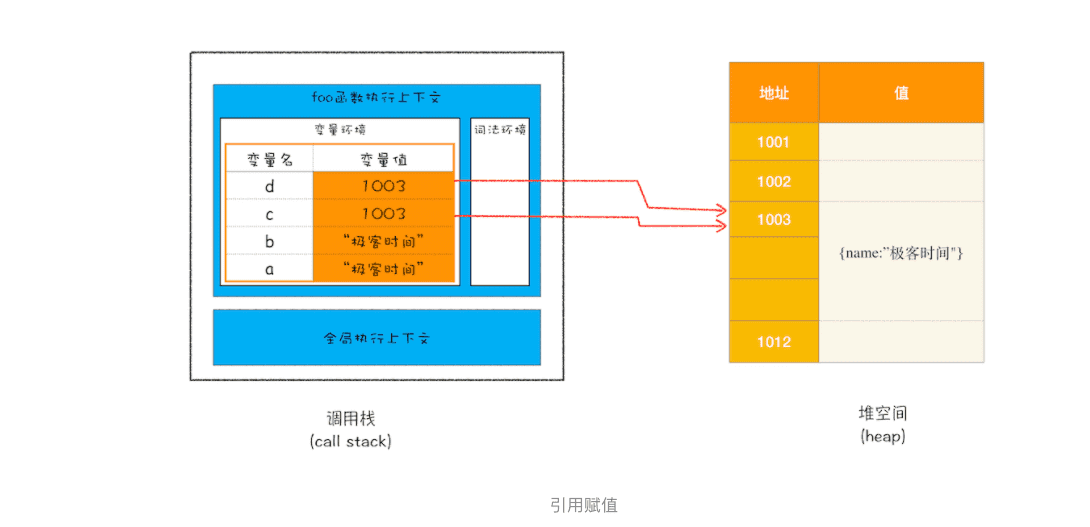 foo函数执行上下文
变量环境
词法环境
变量名 变量值
d 1003
c 1003
b “极客时间”
a “极客时间”
全局执行上下文
调用栈
(call stack)
地址 值
1001
1002
1003
{name:”极客时间"}
1012
堆空间
(heap)
引用赋值